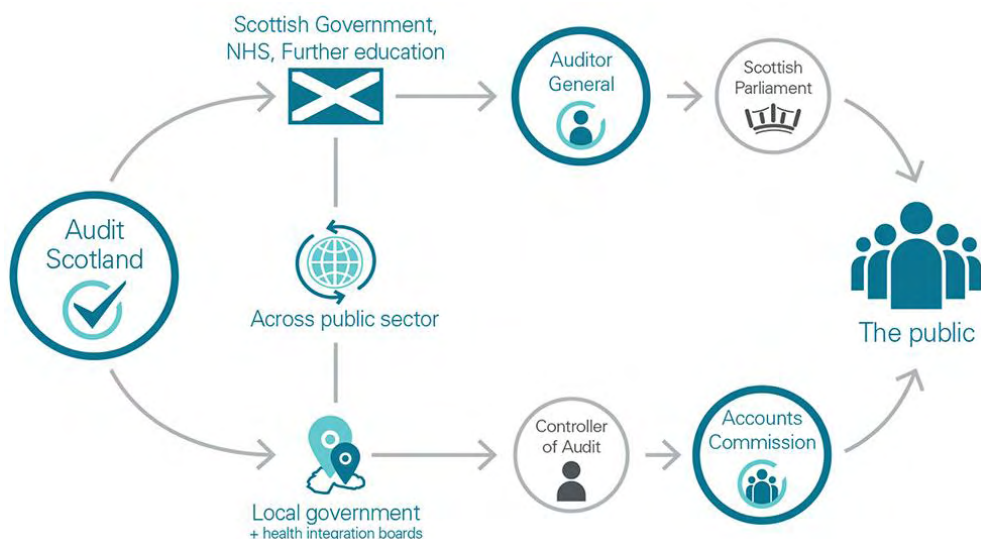 Scottish Government,
NHS, Further education
Auditor
General
Scottish
Parliament
Audit
Scotland
Across public sector
The public
Controller
of Audit
Accounts
Commission
Local government
+ health integration boards